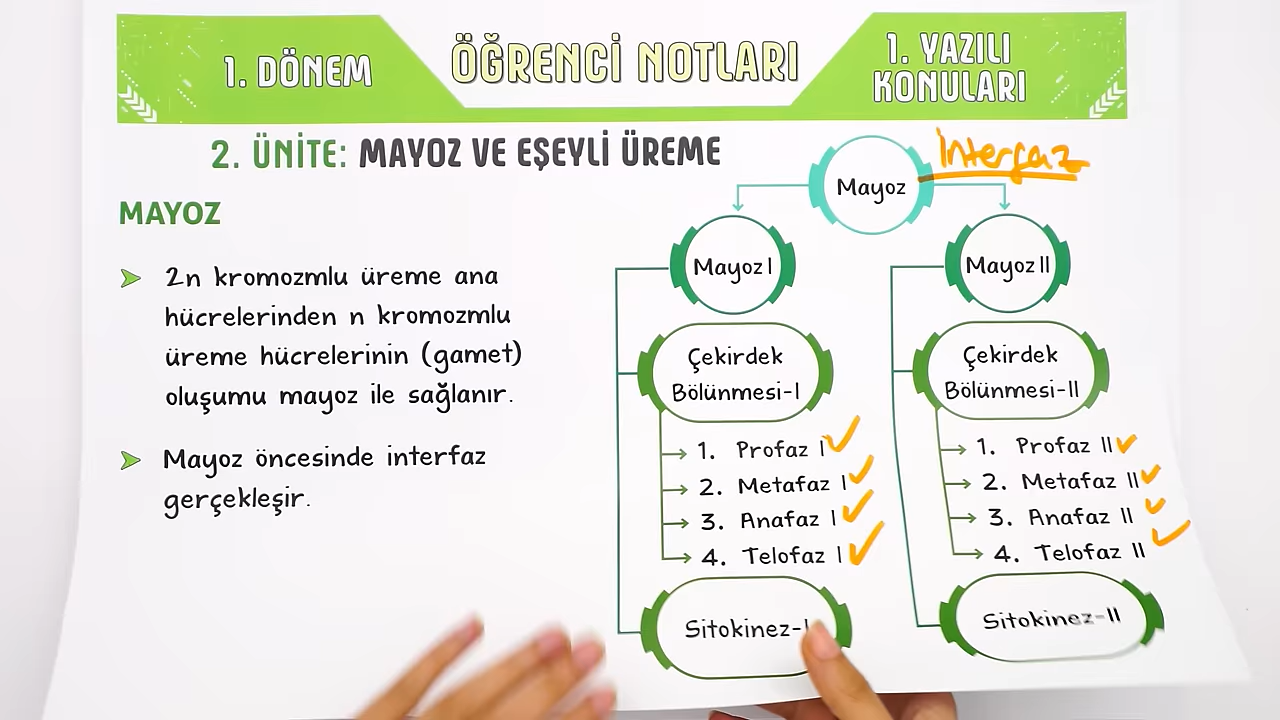 1. DÖNEM
ÖĞRENCİ NOTLARI
1. YAZILI
KONULARI
2. ÜNİTE: MAYOZ VE EŞEYLİ ÜREME
MAYOZ
2n kromozmlu üreme ana
hücrelerinden n kromozmlu
üreme hücrelerinin (gamet)
oluşumu mayoz ile sağlanır.
Mayoz öncesinde interfaz
gerçekleşir.
Mayoz
İnterfaz
Mayoz I
Çekirdek
Bölünmesi-I
1. Profaz I
2. Metafaz I
3. Anafaz I
4. Telofaz I
Sitokinez-I
Mayoz II
Çekirdek
Bölünmesi-II
1. Profaz II
2. Metafaz II
3. Anafaz II
4. Telofaz II
Sitokinez-II